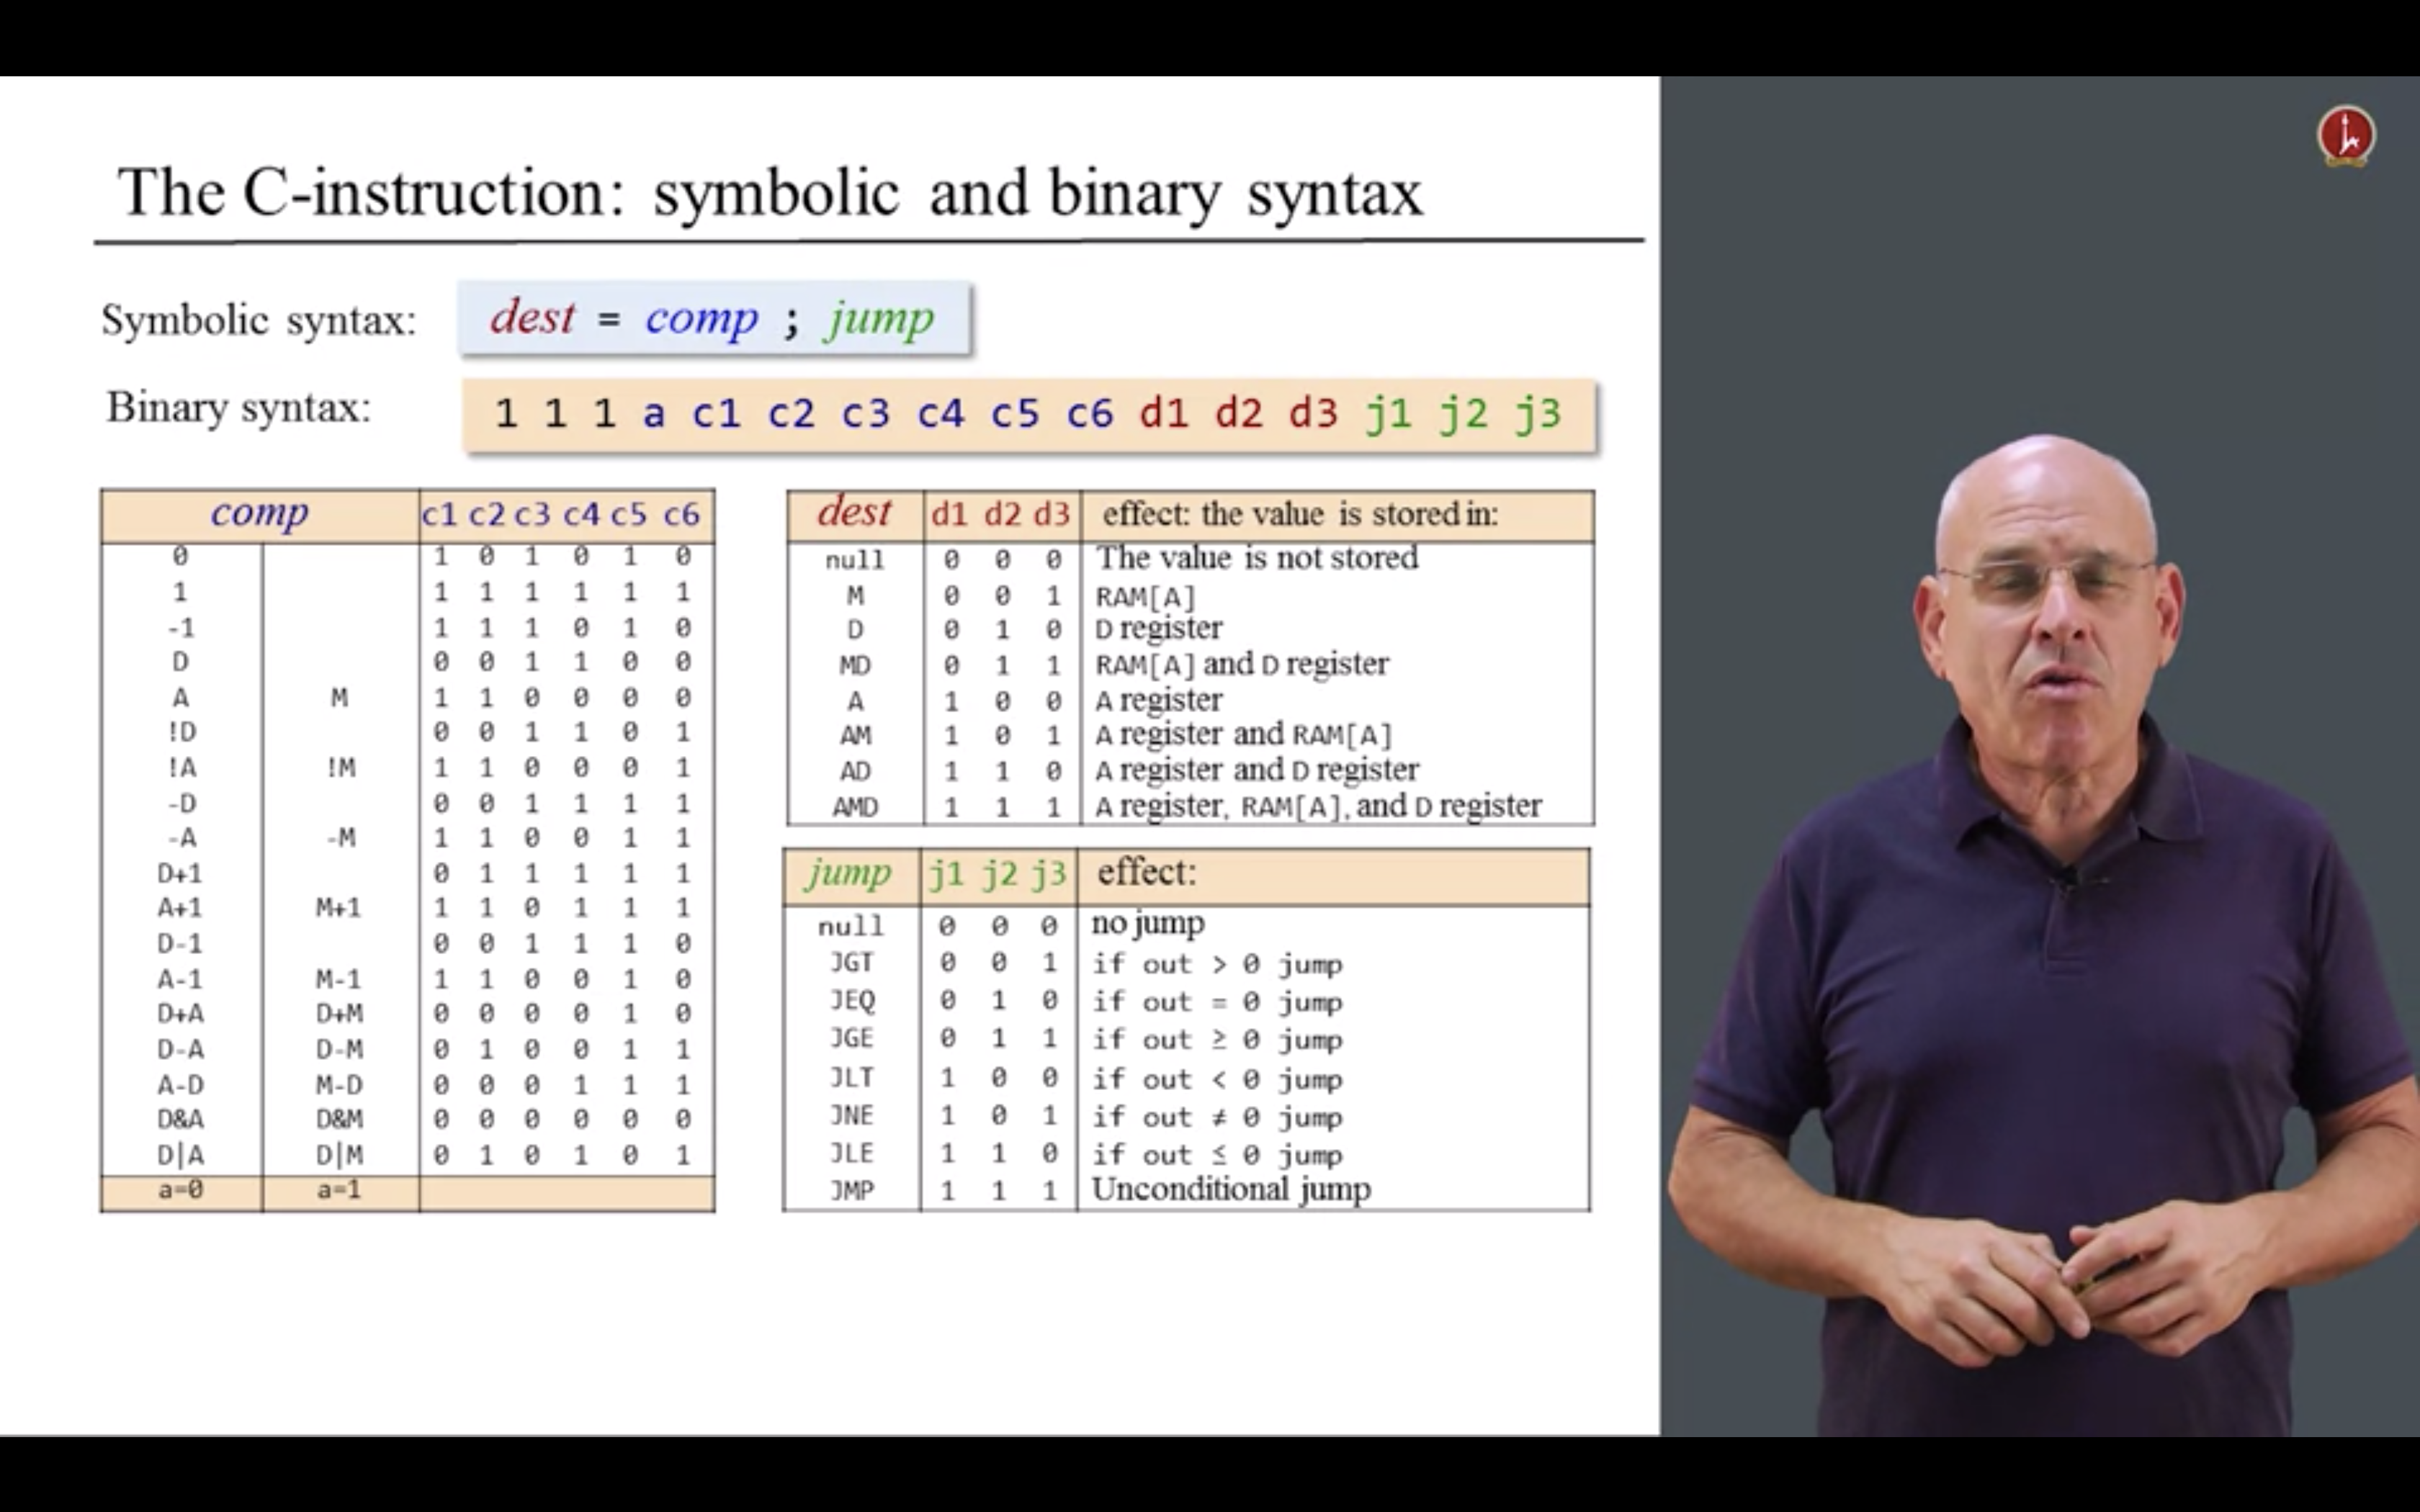 The C-instruction: symbolic and binary syntax
Symbolic syntax: dest = comp ; jump
Binary syntax: 1 1 1 a c1 c2 c3 c4 c5 c6 d1 d2 d3 j1 j2 j3
comp c1 c2 c3 c4 c5 c6
0 1 0 1 0 1 0
1 1 1 1 1 1 1
-1 1 1 1 0 1 0
D 0 0 1 1 0 0
A M 1 1 0 0 0 0
!D 0 0 1 1 0 1
!A !M 1 1 0 0 0 1
-D 0 0 1 1 1 1
-A -M 1 1 0 0 1 1
D+1 0 1 1 1 1 1
A+1 M+1 1 1 0 1 1 1
D-1 0 0 1 1 1 0
A-1 M-1 1 1 0 0 1 0
D+A D+M 0 0 0 0 1 0
D-A D-M 0 1 0 0 1 1
A-D M-D 0 0 0 1 1 1
D&A D&M 0 0 0 0 0 0
D|A D|M 0 1 0 1 0 1
a=0 a=1
dest d1 d2 d3 effect: the value is stored in:
null 0 0 0 The value is not stored
M 0 0 1 RAM[A]
D 0 1 0 D register
MD 0 1 1 RAM[A] and D register
A 1 0 0 A register
AM 1 0 1 A register and RAM[A]
AD 1 1 0 A register and D register
AMD 1 1 1 A register, RAM[A], and D register
jump j1 j2 j3 effect:
null 0 0 0 no jump
JGT 0 0 1 if out > 0 jump
JEQ 0 1 0 if out = 0 jump
JGE 0 1 1 if out ≥ 0 jump
JLT 1 0 0 if out < 0 jump
JNE 1 0 1 if out ≠ 0 jump
JLE 1 1 0 if out ≤ 0 jump
JMP 1 1 1 Unconditional jump